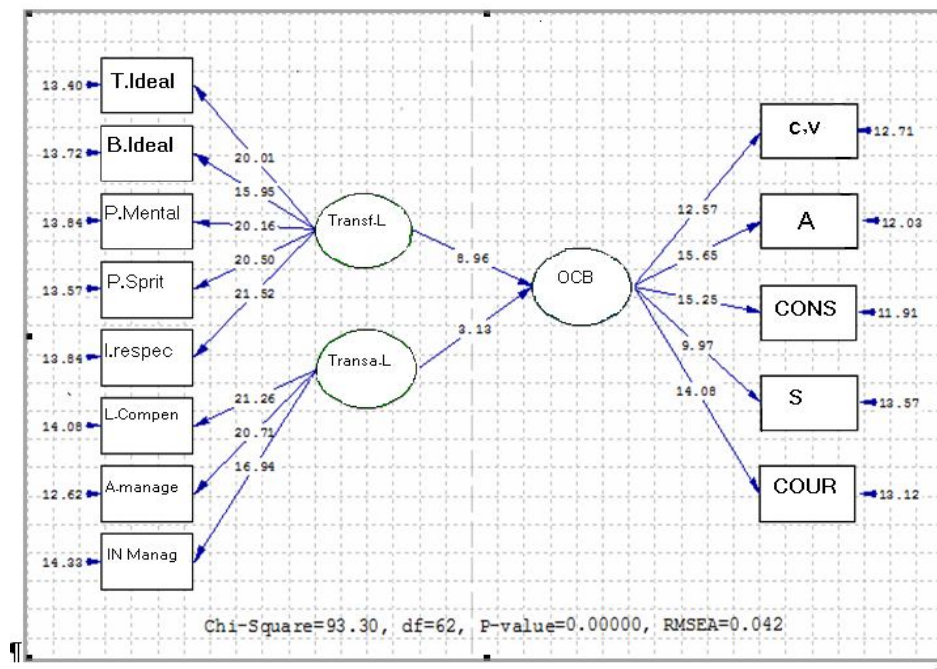 13.40 T.Ideal
13.72 B.Ideal
13.84 P.Mental
13.57 P.Sprit
13.84 I.respec
14.08 L.Compen
12.62 A.manage
14.33 IN Manag
20.01
15.95
20.16
20.50
21.52
21.26
20.71
16.94
Transf.L
Transa.L
8.96
3.13
OCB
12.57
15.65
15.25
9.97
14.08
c,v 12.71
A 12.03
CONS 11.91
S 13.57
COUR 13.12
Chi-Square=93.30, df=62, P-value=0.00000, RMSEA=0.042
¶